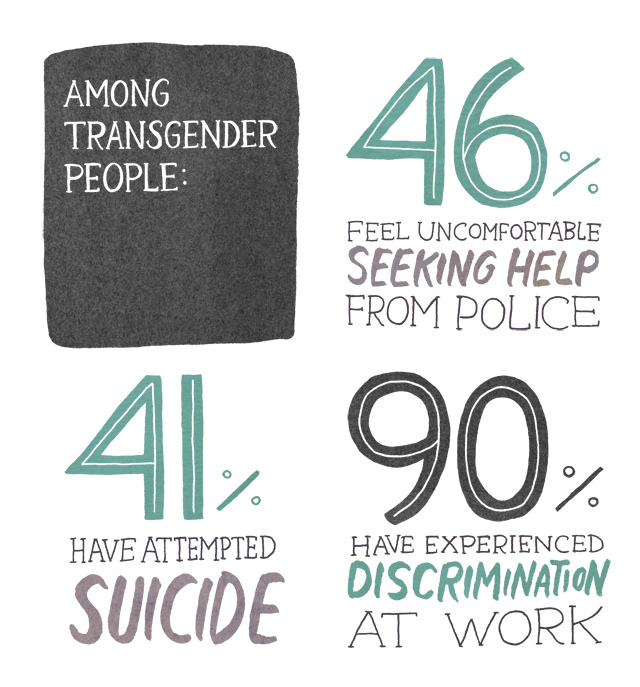 AMONG
TRANSGENDER
PEOPLE:
46%
FEEL UNCOMFORTABLE
SEEKING HELP
FROM POLICE
41%
HAVE ATTEMPTED
SUICIDE
90%
HAVE EXPERIENCED
DISCRIMINATION
AT WORK